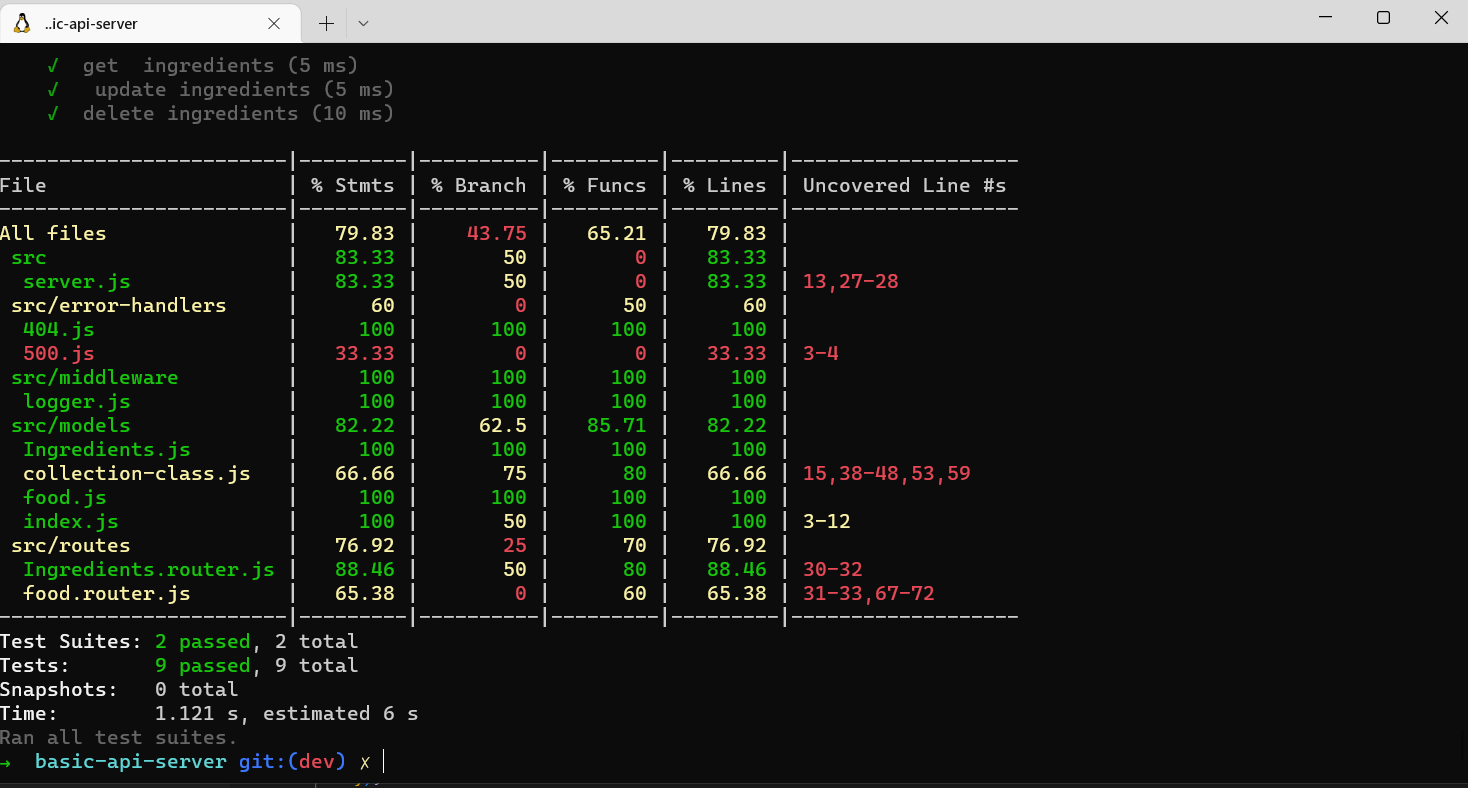 ..ic-api-server
√  get  ingredients (5 ms)
√   update ingredients (5 ms)
√  delete ingredients (10 ms)
------------------------|---------|----------|---------|---------|-------------------
File                    | % Stmts | % Branch | % Funcs | % Lines | Uncovered Line #s
------------------------|---------|----------|---------|---------|-------------------
All files               |   79.83 |    43.75 |   65.21 |   79.83 |
 src                    |   83.33 |       50 |       0 |   83.33 |
  server.js             |   83.33 |       50 |       0 |   83.33 | 13,27-28
 src/error-handlers     |      60 |        0 |      50 |      60 |
  404.js                |     100 |      100 |     100 |     100 |
  500.js                |   33.33 |        0 |       0 |   33.33 | 3-4
 src/middleware         |     100 |      100 |     100 |     100 |
  logger.js             |     100 |      100 |     100 |     100 |
 src/models             |   82.22 |     62.5 |   85.71 |   82.22 |
  Ingredients.js        |     100 |      100 |     100 |     100 |
  collection-class.js   |   66.66 |       75 |      80 |   66.66 | 15,38-48,53,59
  food.js               |     100 |      100 |     100 |     100 |
  index.js              |     100 |       50 |     100 |     100 | 3-12
 src/routes             |   76.92 |       25 |      70 |   76.92 |
  Ingredients.router.js |   88.46 |       50 |      80 |   88.46 | 30-32
  food.router.js        |   65.38 |        0 |      60 |   65.38 | 31-33,67-72
------------------------|---------|----------|---------|---------|-------------------
Test Suites: 2 passed, 2 total
Tests:       9 passed, 9 total
Snapshots:   0 total
Time:        1.121 s, estimated 6 s
Ran all test suites.
→  basic-api-server git:(dev) ✗